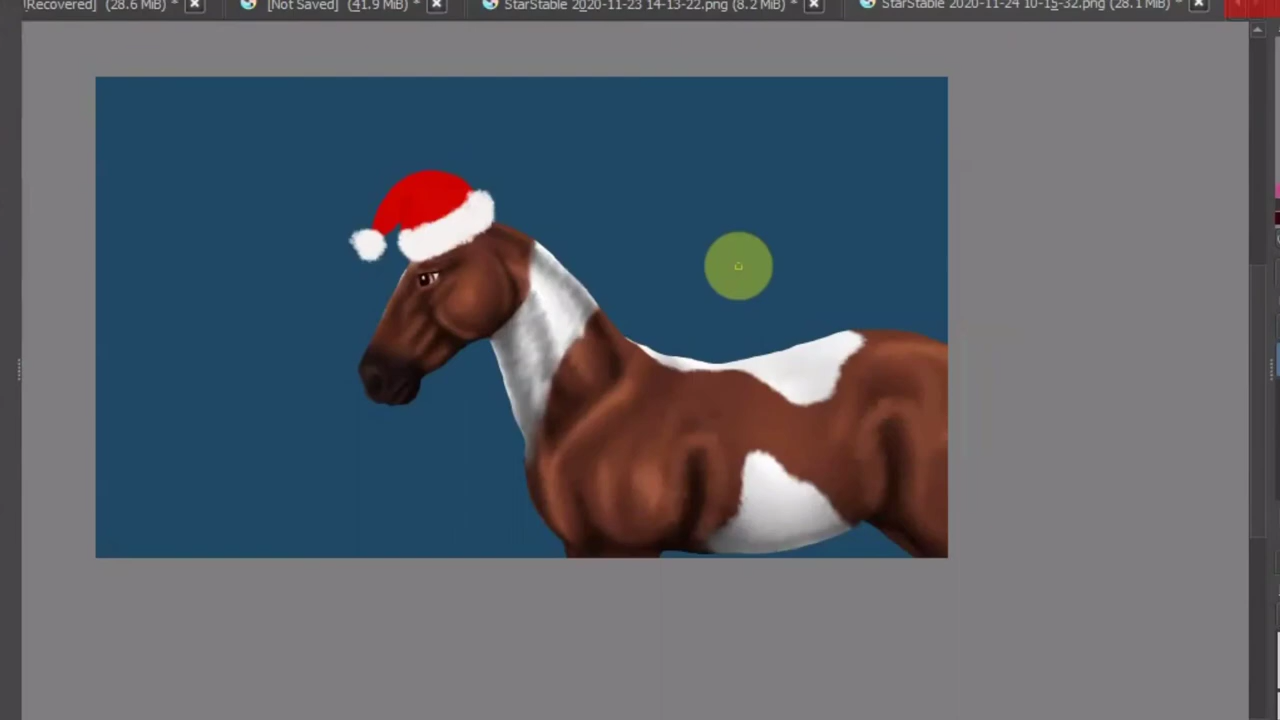 [Recovered] (28.6 MiB) * [Not Saved] (41.9 MiB) * StarStable 2020-11-23 14-13-22.png (8.2 MiB) * StarStable 2020-11-24 10-15-32.png (28.1 MiB) *